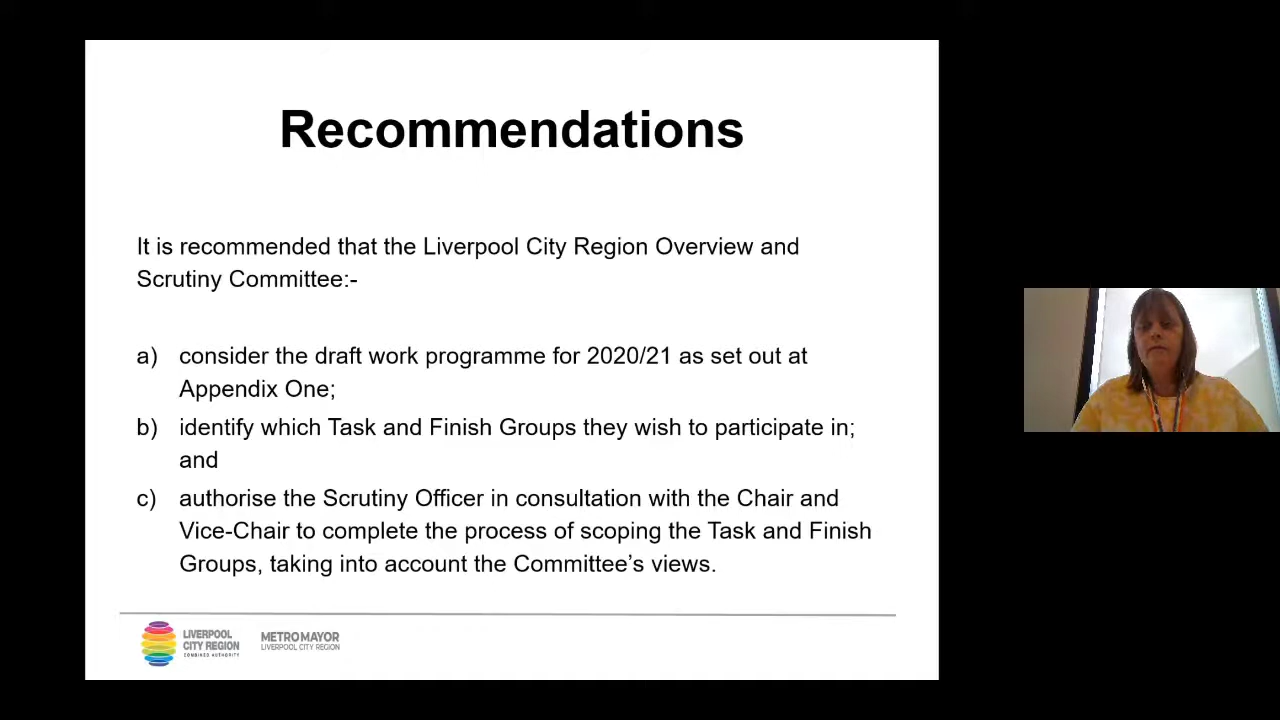 Recommendations
It is recommended that the Liverpool City Region Overview and
Scrutiny Committee:-
a) consider the draft work programme for 2020/21 as set out at
Appendix One;
b) identify which Task and Finish Groups they wish to participate in;
and
c) authorise the Scrutiny Officer in consultation with the Chair and
Vice-Chair to complete the process of scoping the Task and Finish
Groups, taking into account the Committee’s views.
LIVERPOOL
CITY REGION
COMBINED AUTHORITY
METRO MAYOR
LIVERPOOL CITY REGION